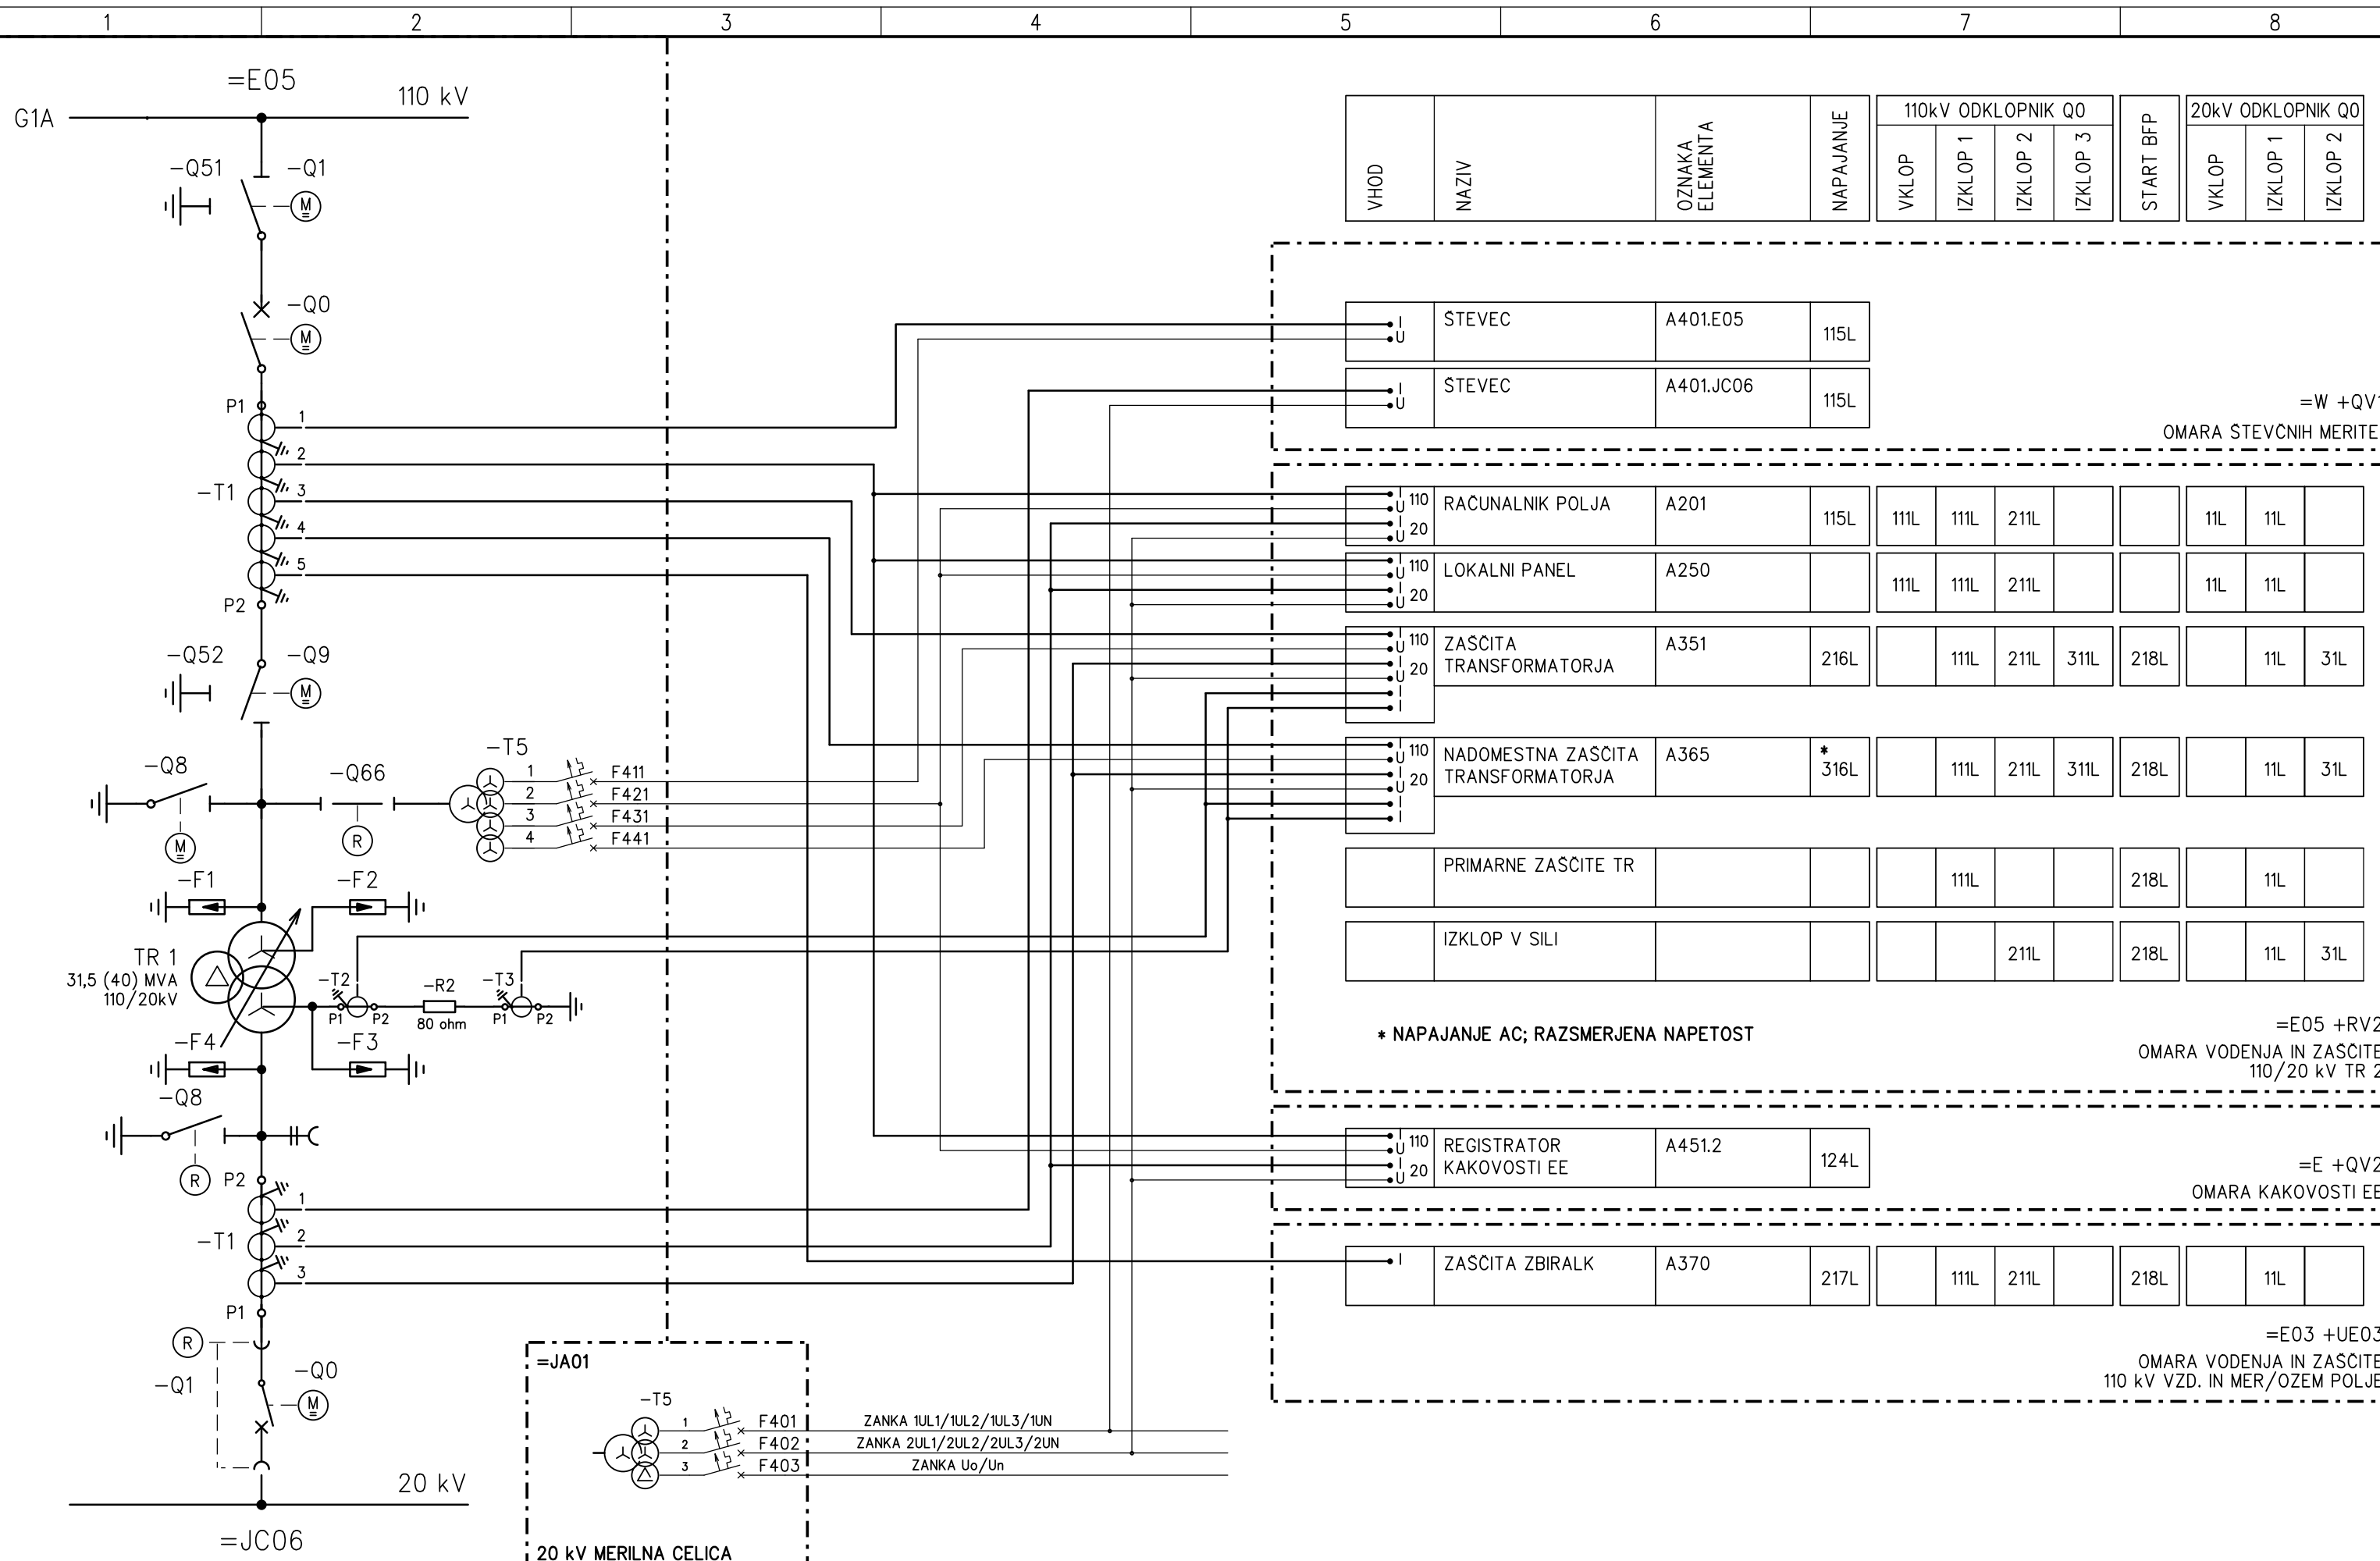 1 2 3 4 5 6 7 8
=E05
G1A
110 kV
-Q51
-Q1
M
-Q0
M
P1
1
2
-T1
3
4
5
P2
-Q52
-Q9
M
-Q8
M
-Q66
R
-T5
1 F411
2 F421
3 F431
4 F441
-F1
-F2
TR 1
31,5 (40) MVA
110/20kV
-T2
P1 P2
-R2
80 ohm
-T3
P1 P2
-F4
-F3
-Q8
R
P2
1
-T1
2
3
P1
R
-Q1
-Q0
M
20 kV
=JC06
=JA01
-T5
1 F401 ZANKA 1UL1/1UL2/1UL3/1UN
2 F402 ZANKA 2UL1/2UL2/2UL3/2UN
3 F403 ZANKA Uo/Un
20 kV MERILNA CELICA
VHOD
NAZIV
OZNAKA
ELEMENTA
NAPAJANJE
110kV ODKLOPNIK Q0
VKLOP
IZKLOP 1
IZKLOP 2
IZKLOP 3
START BFP
20kV ODKLOPNIK Q0
VKLOP
IZKLOP 1
IZKLOP 2
I
U
ŠTEVEC A401.E05 115L
I
U
ŠTEVEC A401.JC06 115L
=W +QV1
OMARA ŠTEVČNIH MERITE
I
U 110
I
U 20
RAČUNALNIK POLJA A201 115L 111L 111L 211L 11L 11L
I
U 110
I
U 20
LOKALNI PANEL A250 111L 111L 211L 11L 11L
I
U 110
I
U 20
I
I
ZAŠČITA
TRANSFORMATORJA
A351 216L 111L 211L 311L 218L 11L 31L
I
U 110
I
U 20
I
I
NADOMESTNA ZAŠČITA
TRANSFORMATORJA
A365
*
316L 111L 211L 311L 218L 11L 31L
PRIMARNE ZAŠČITE TR 111L 218L 11L
IZKLOP V SILI 211L 218L 11L 31L
* NAPAJANJE AC; RAZSMERJENA NAPETOST
=E05 +RV2
OMARA VODENJA IN ZAŠČITE
110/20 kV TR 2
I
U 110
I
U 20
REGISTRATOR
KAKOVOSTI EE
A451.2 124L
=E +QV2
OMARA KAKOVOSTI EE
I
ZAŠČITA ZBIRALK A370 217L 111L 211L 218L 11L
=E03 +UE03
OMARA VODENJA IN ZAŠČITE
110 kV VZD. IN MER/OZEM POLJE